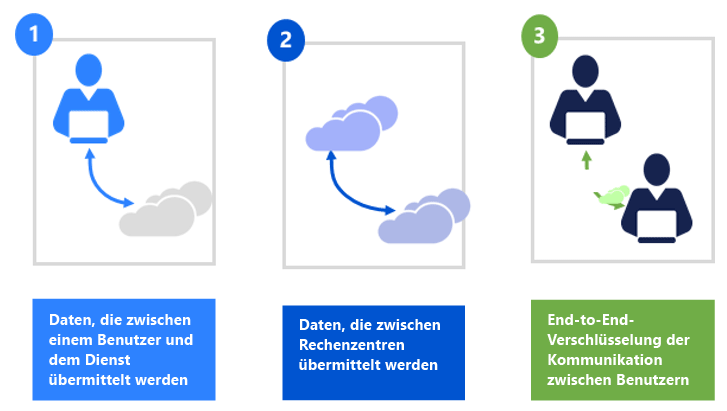 1
2
3
Daten, die zwischen
einem Benutzer und
dem Dienst
übermittelt werden
Daten, die zwischen
Rechenzentren
übermittelt werden
End-to-End-
Verschlüsselung der
Kommunikation
zwischen Benutzern